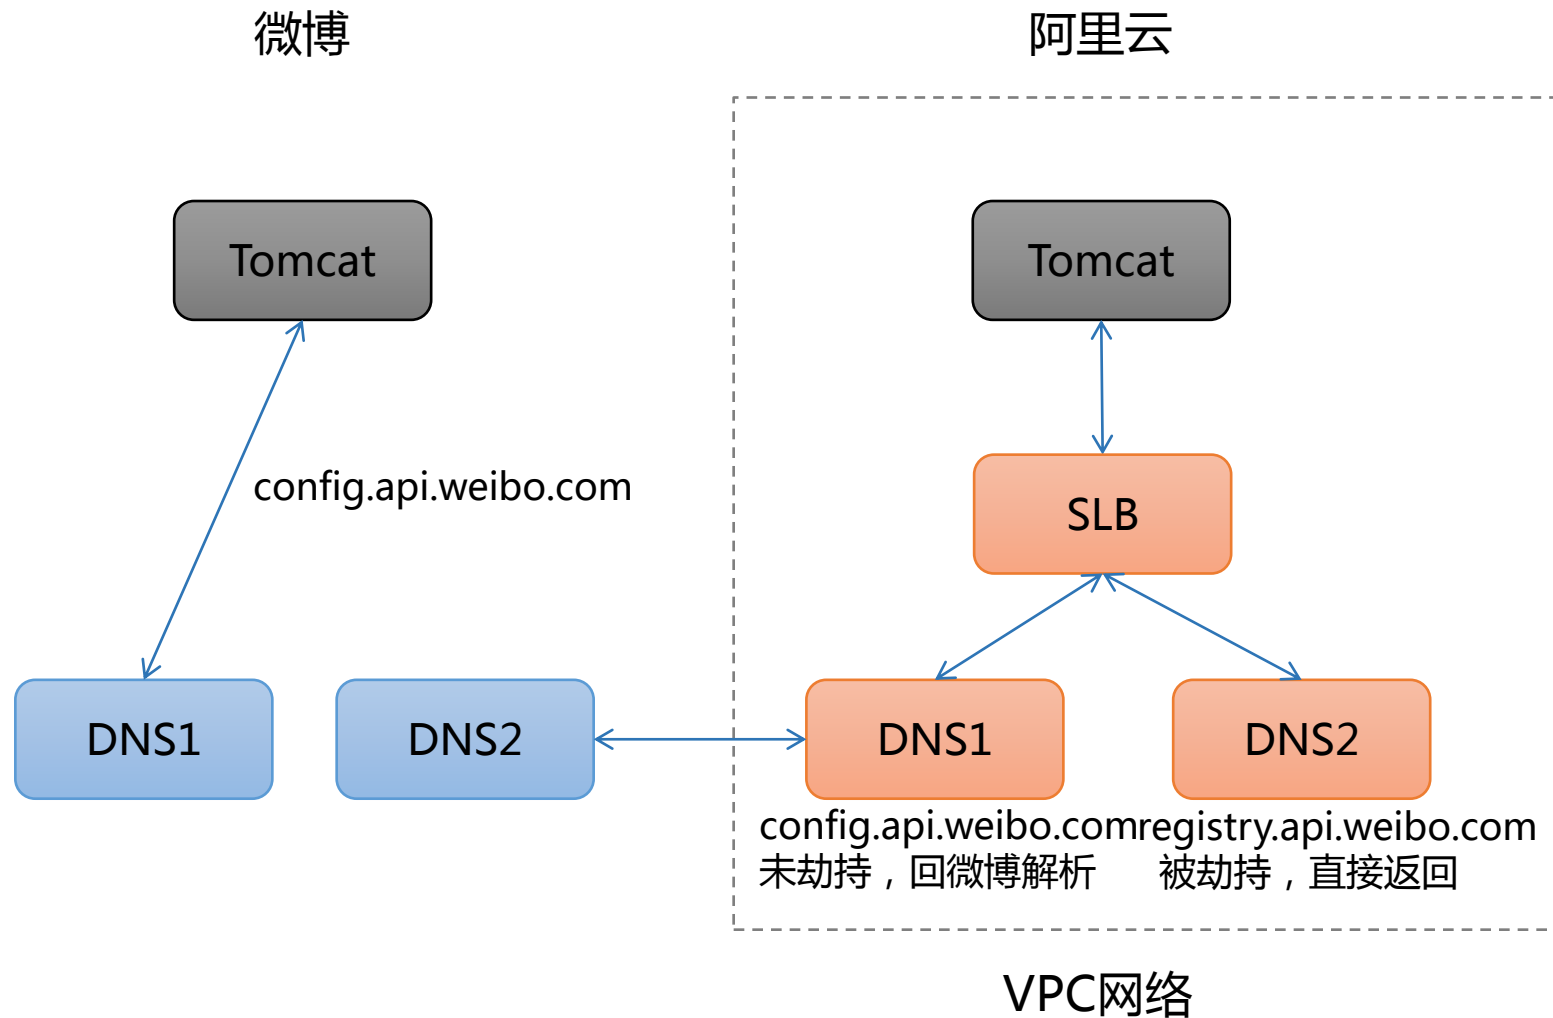 微博
阿里云
Tomcat
Tomcat
config.api.weibo.com
SLB
DNS1
DNS2
DNS1
DNS2
config.api.weibo.com
未劫持，回微博解析
registry.api.weibo.com
被劫持，直接返回
VPC网络